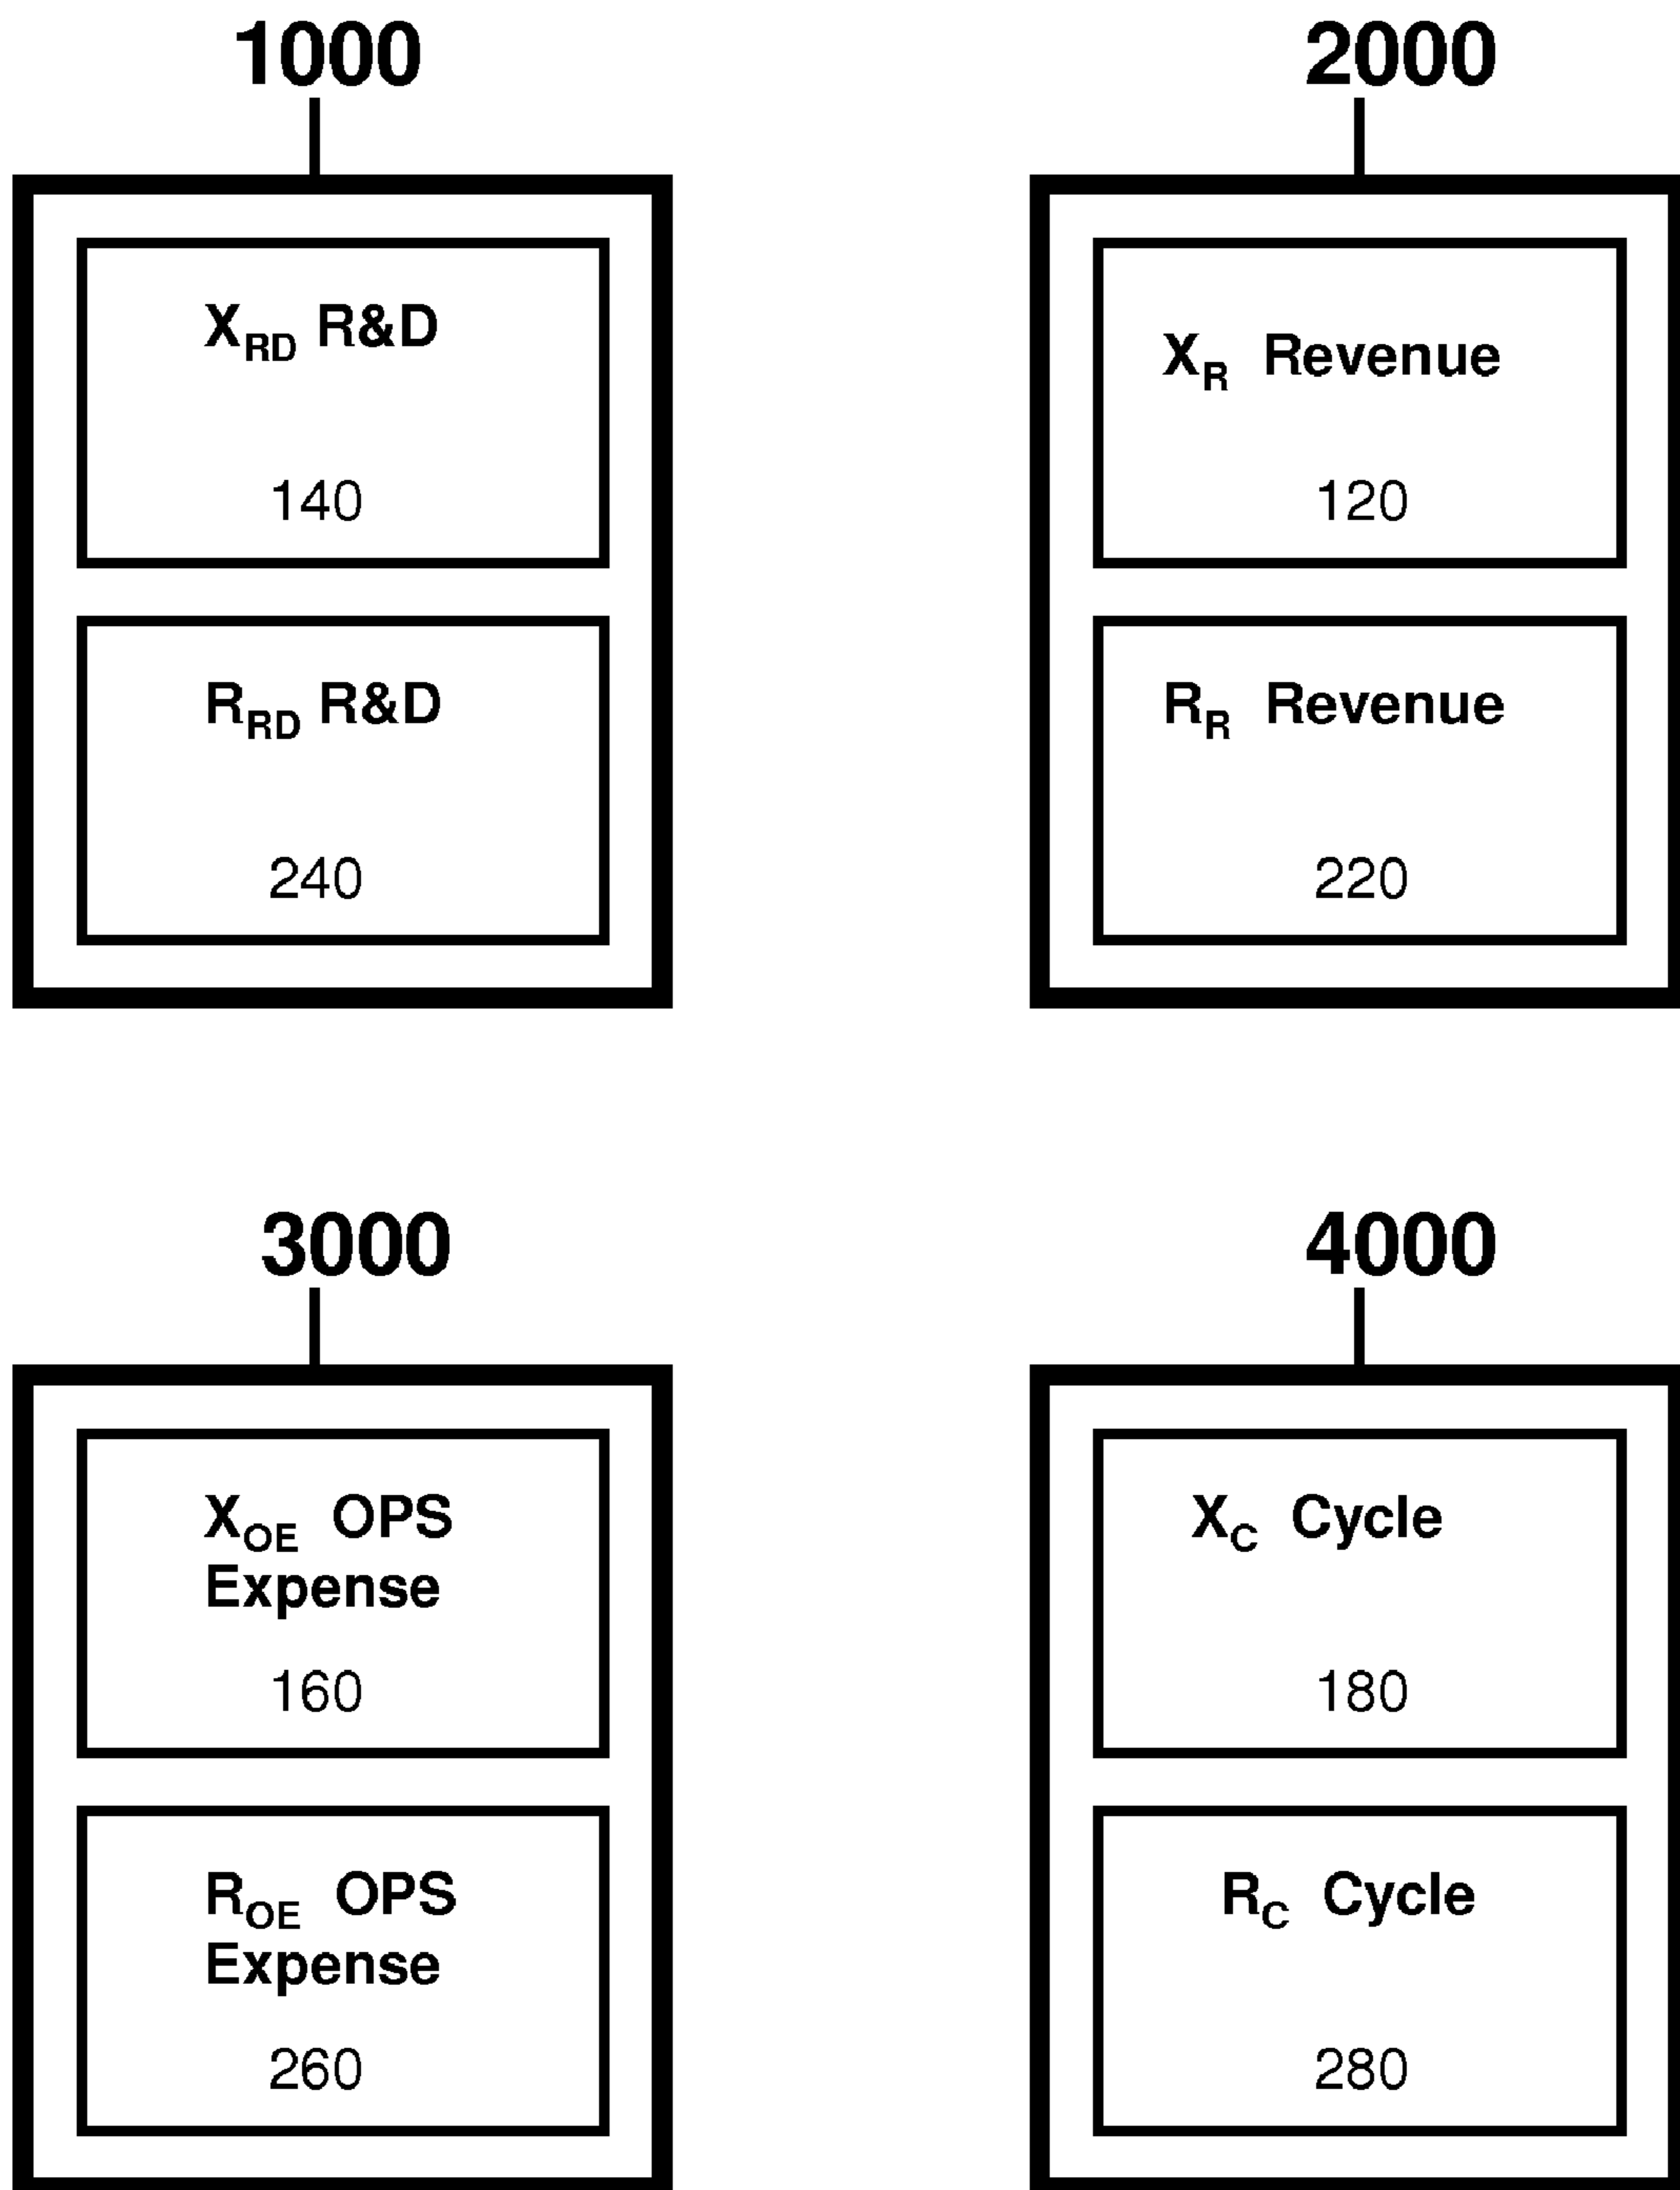 1000
X_RD R&D
140
R_RD R&D
240
2000
X_R Revenue
120
R_R Revenue
220
3000
X_OE OPS
Expense
160
R_OE OPS
Expense
260
4000
X_C Cycle
180
R_C Cycle
280